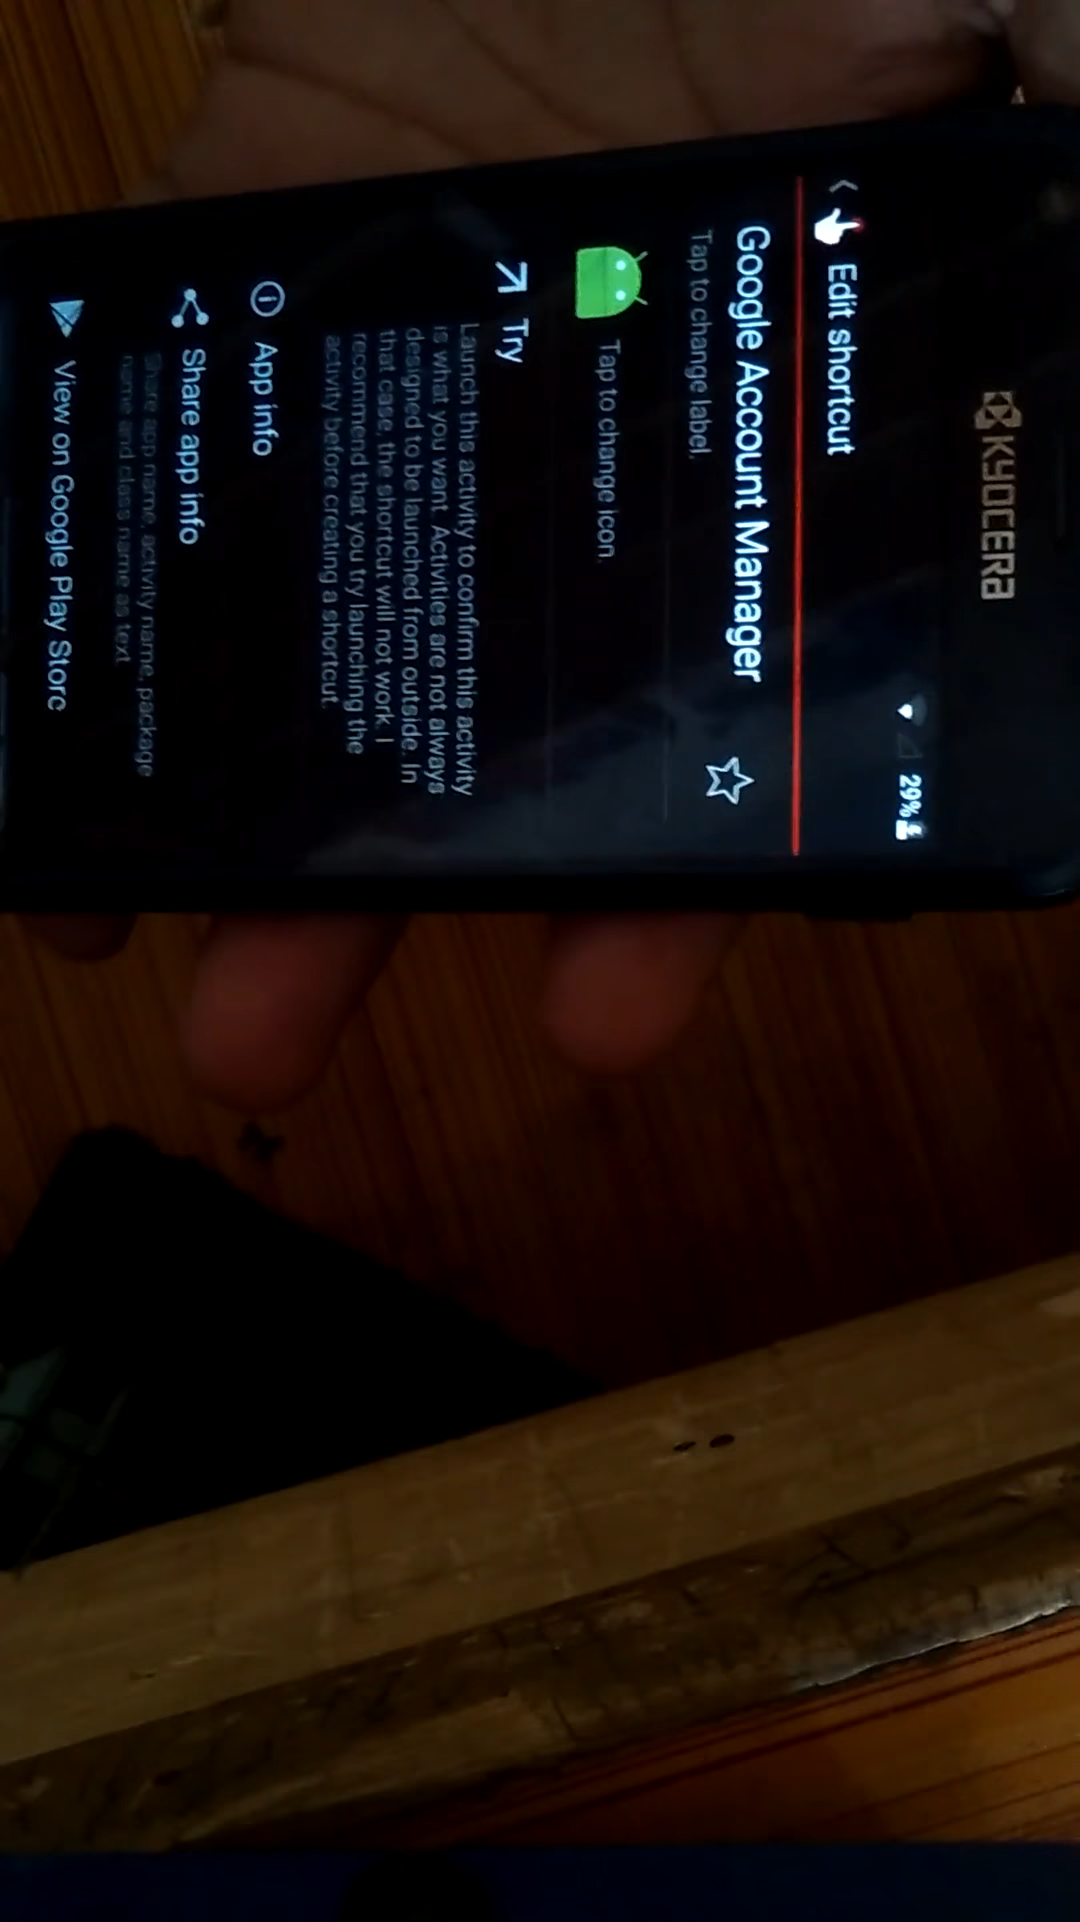 KYOCERA
29%
Edit shortcut
Google Account Manager
Tap to change label.
Tap to change icon.
Try
Launch this activity to confirm this activity
is what you want. Activities are not always
designed to be launched from outside. In
that case, the shortcut will not work. I
recommend that you try launching the
activity before creating a shortcut.
App info
Share app info
Share app name, activity name, package
name and class name as text
View on Google Play Store